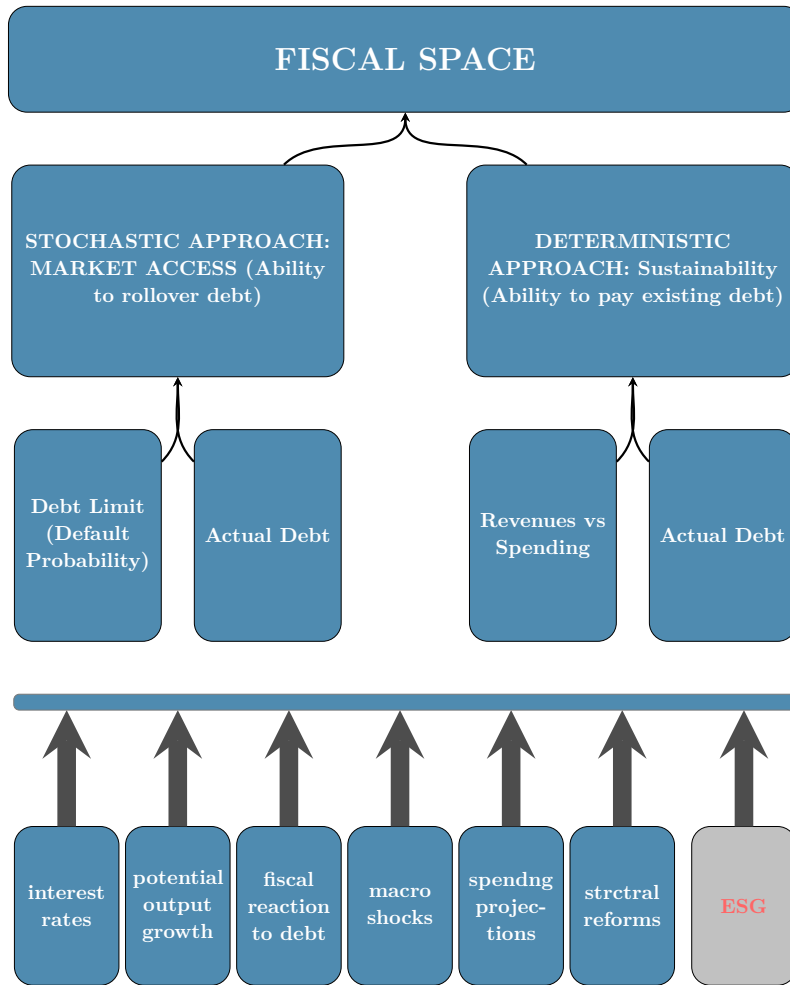 FISCAL SPACE
STOCHASTIC APPROACH:
MARKET ACCESS (Ability
to rollover debt)
DETERMINISTIC
APPROACH: Sustainability
(Ability to pay existing debt)
Debt Limit
(Default
Probability)
Actual Debt
Revenues vs
Spending
Actual Debt
interest
rates
potential
output
growth
fiscal
reaction
to debt
macro
shocks
spendng
projec-
tions
strctral
reforms
ESG